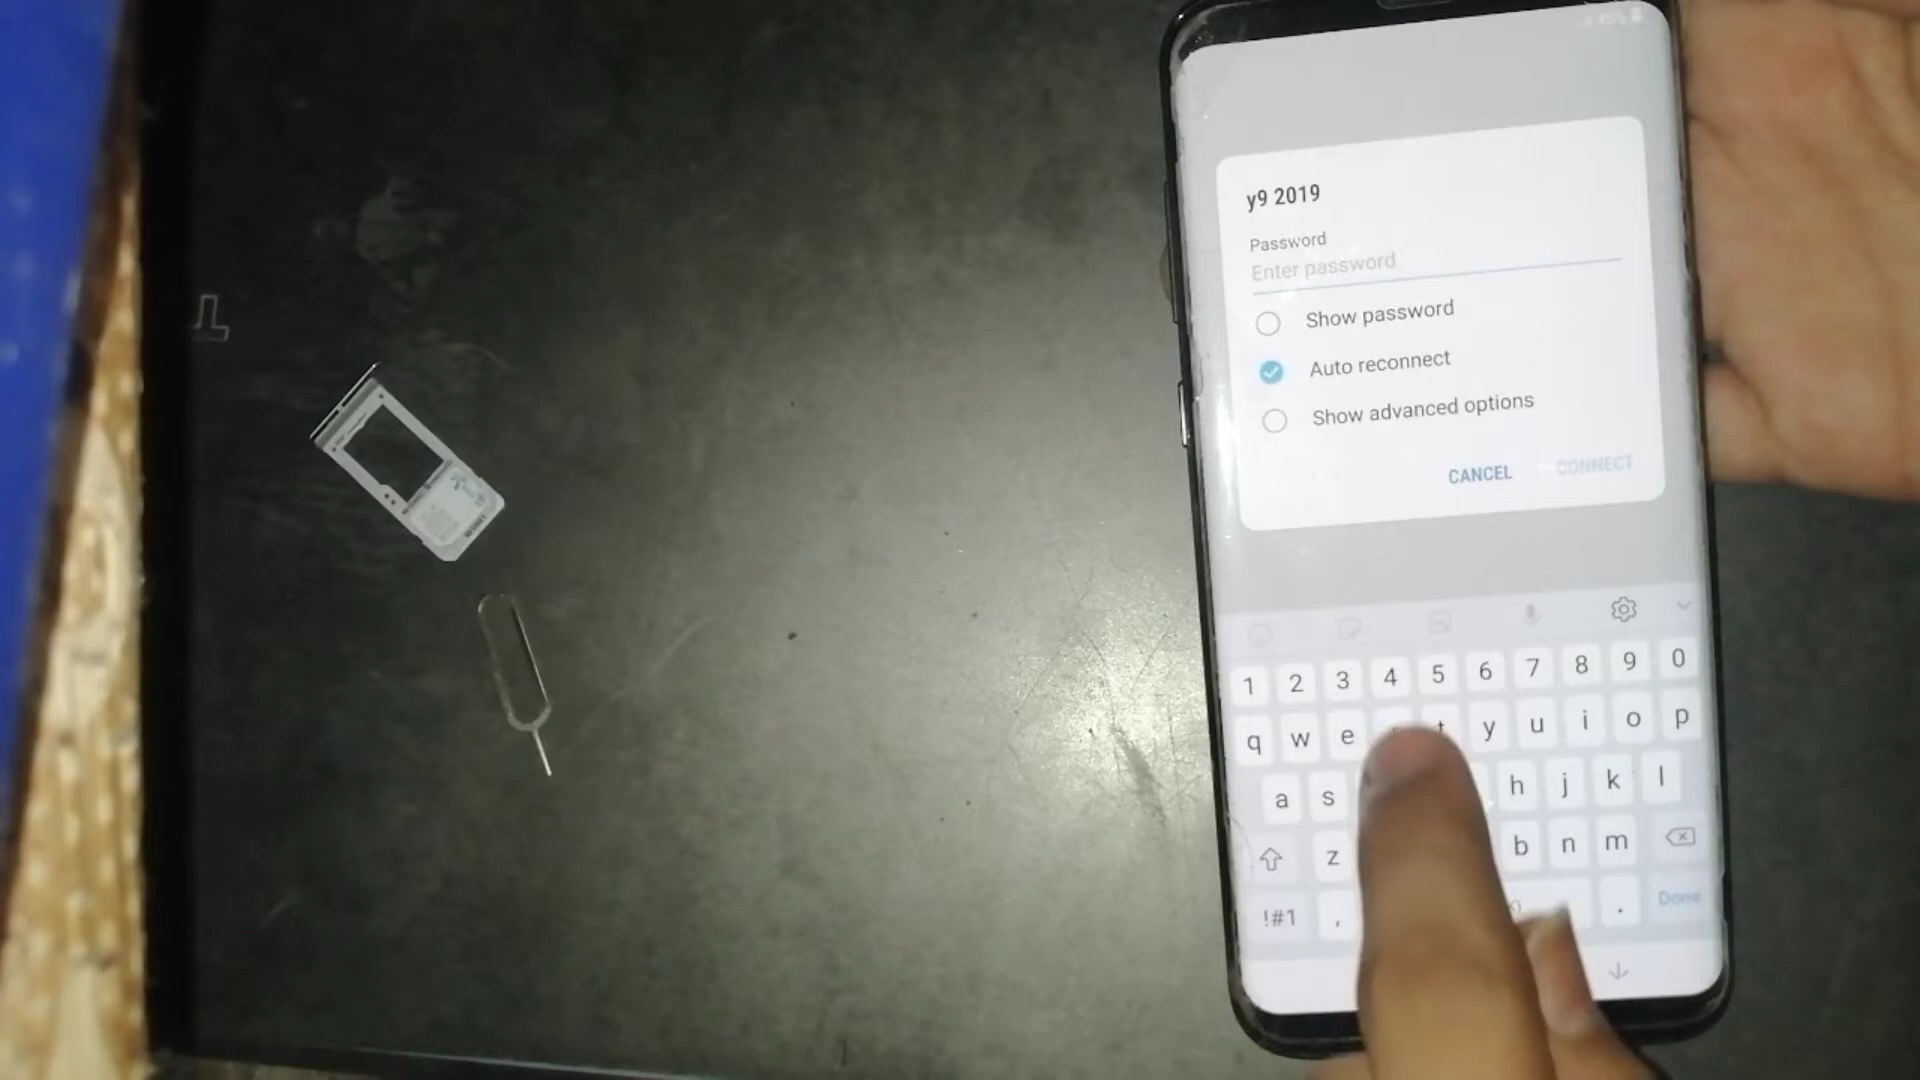 y9 2019
Password
Enter password
Show password
Auto reconnect
Show advanced options
CANCEL CONNECT
1 2 3 4 5 6 7 8 9 0
q w e t y u i o p
a s h j k l
z b n m
!#1 , . Done